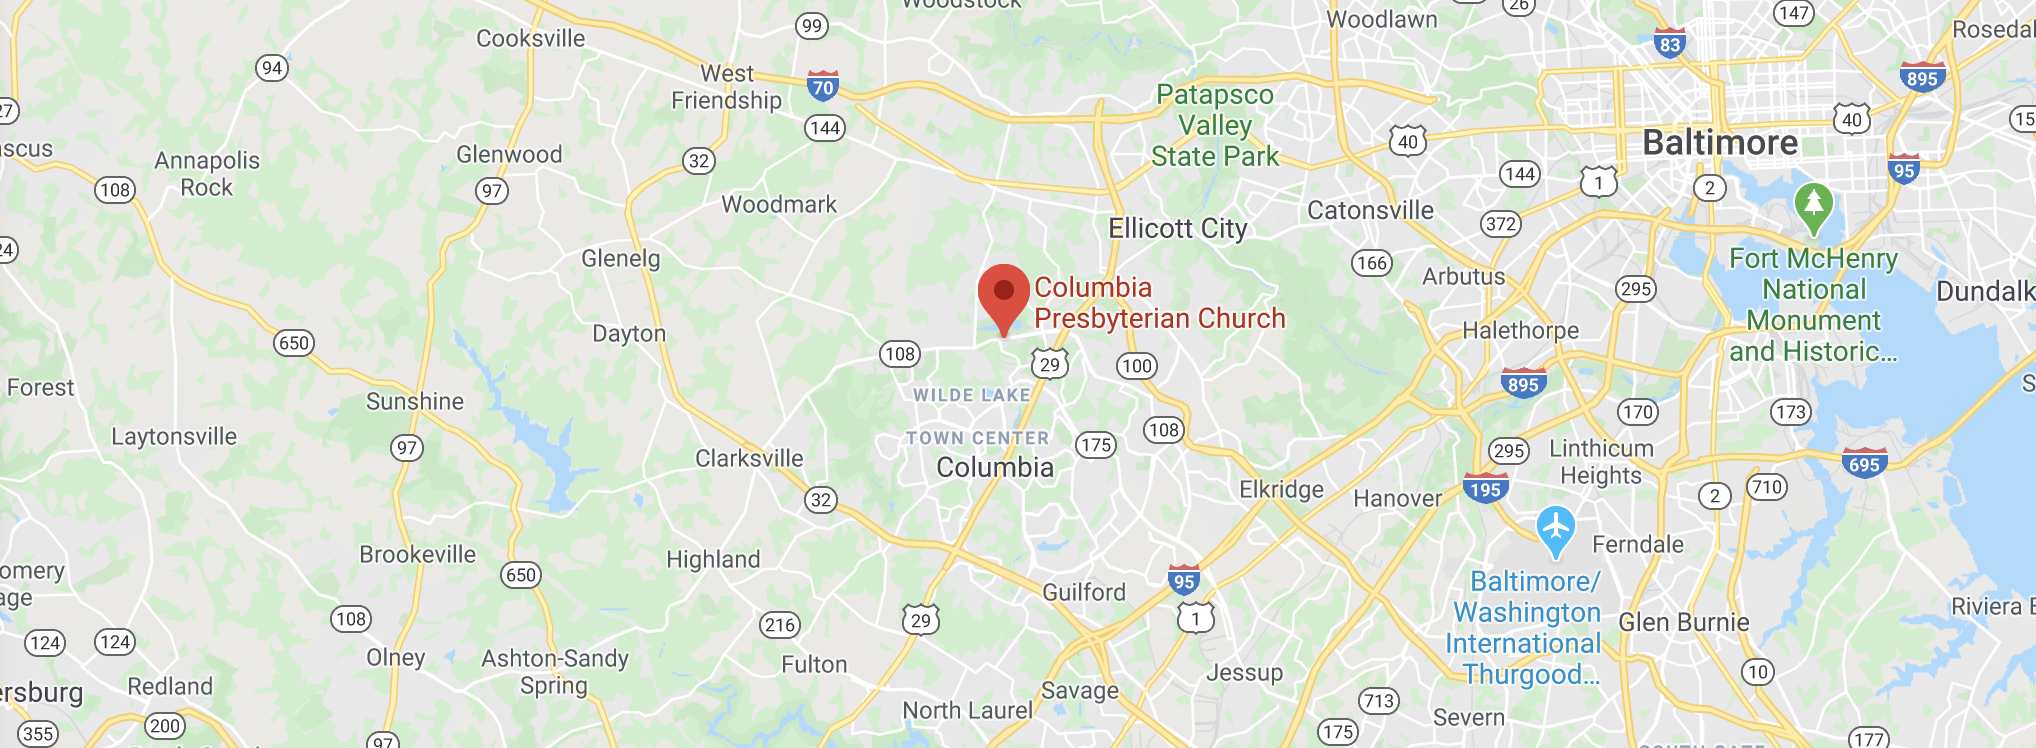 Woodstock
26
147
Woodlawn
99
Rosedal
Cooksville
83
94
West
Friendship
70
895
Patapsco
Valley
State Park
27
144
40
40
15
Baltimore
ascus
Annapolis
Rock
Glenwood
32
144
1
95
108
97
2
Woodmark
Ellicott City
Catonsville
372
24
Glenelg
166
Arbutus
Fort McHenry
National
Monument
and Historic...
295
Dundalk
Columbia
Presbyterian Church
Dayton
Halethorpe
650
108
29
100
895
Forest
WILDE LAKE
Sunshine
170
173
S
Laytonsville
TOWN CENTER
Columbia
175
108
97
Clarksville
295
Linthicum
Heights
695
Elkridge
Hanover
195
2
710
32
Brookeville
Highland
Ferndale
omery
age
650
Guilford
95
Baltimore/
Washington
International
Thurgood...
Riviera B
108
216
29
1
Glen Burnie
124
124
Olney
Ashton-Sandy
Spring
Fulton
Jessup
10
ersburg
Redland
Savage
713
North Laurel
Severn
355
200
97
175
177